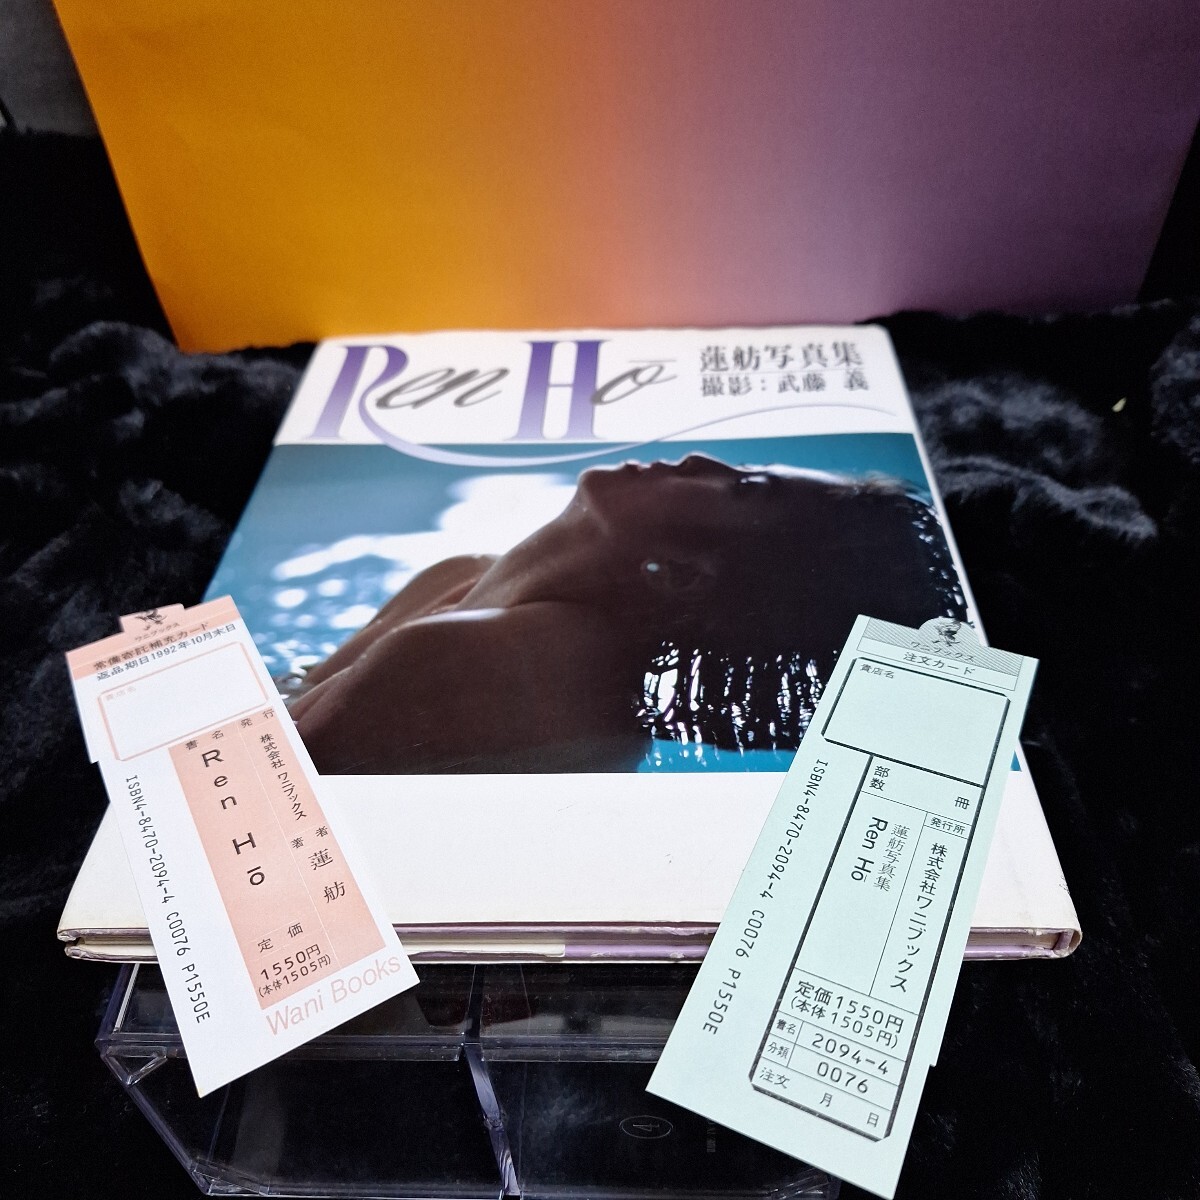 Ren Hō
蓮舫写真集
撮影：武藤 義
ワニブックス
常備寄託補充カード
返品期日1992年10月末日
貴店名
発行 株式会社 ワニブックス
書名 Ren Hō
著者 蓮舫
定価
1550円
(本体1505円)
Wani Books
ISBN4-8470-2094-4 C0076 P1550E
ワニブックス
注文カード
貴店名
部数 冊
発行所 株式会社ワニブックス
蓮舫写真集
Ren Hō
定価1550円
(本体1505円)
書名 2094-4
分類 0076
注文 月 日
ISBN4-8470-2094-4 C0076 P1550E
4